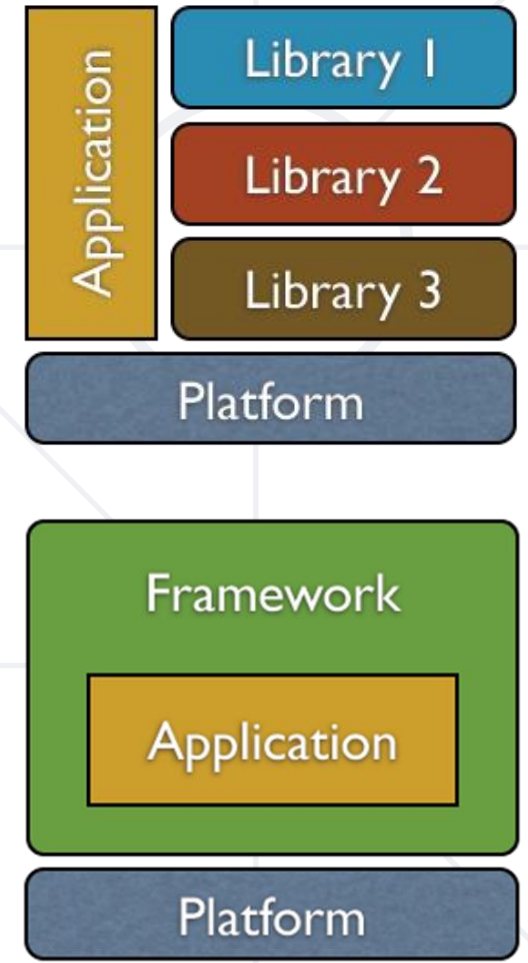 Application
Library 1
Library 2
Library 3
Platform
Framework
Application
Platform